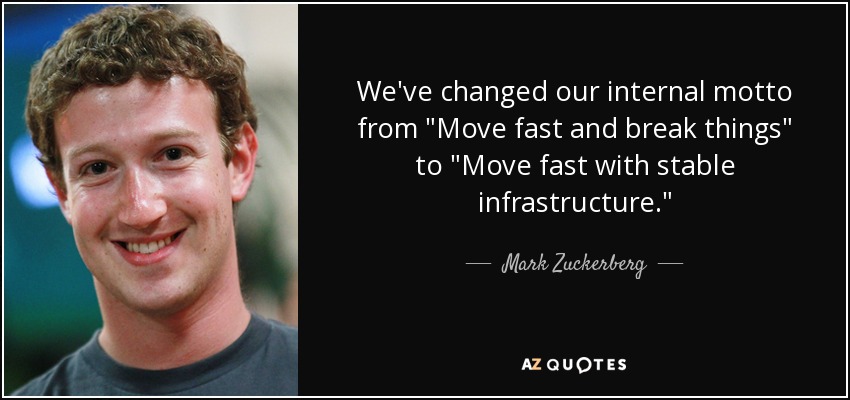 We've changed our internal motto
from "Move fast and break things"
to "Move fast with stable
infrastructure."
Mark Zuckerberg
AZ QUOTES